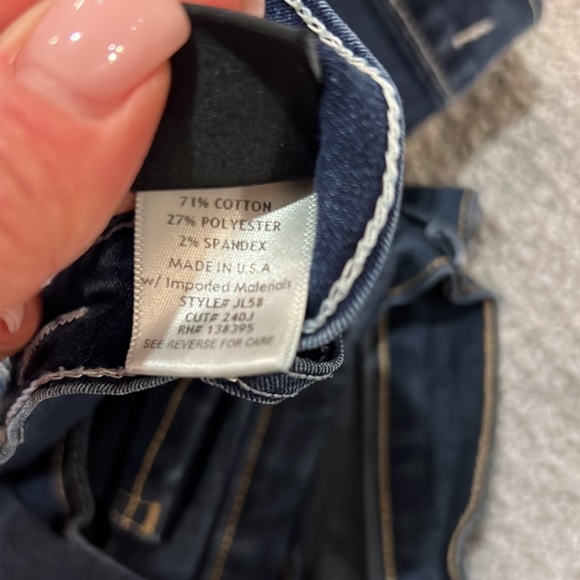 71% COTTON
27% POLYESTER
2% SPANDEX
MADE IN U.S.A
w/ Imported Materials
STYLE# JL58
CUT# 240J
RH# 138395
SEE REVERSE FOR CARE